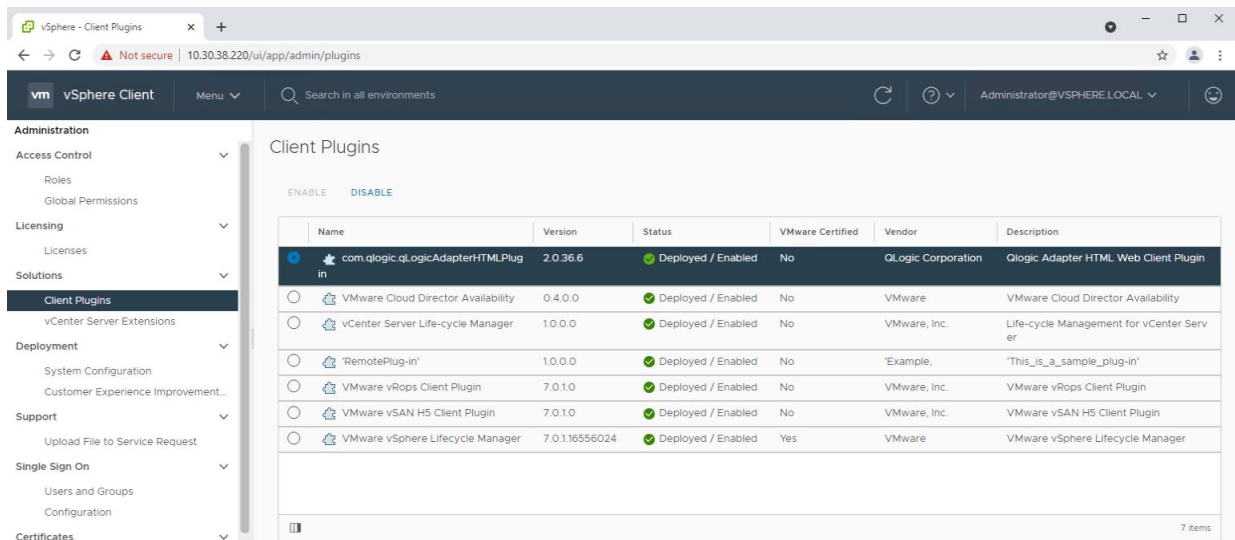 vSphere - Client Plugins
Not secure | 10.30.38.220/ui/app/admin/plugins
vm vSphere Client Menu Search in all environments Administrator@VSPHERE.LOCAL
Administration
Access Control
Roles
Global Permissions
Licensing
Licenses
Solutions
Client Plugins
vCenter Server Extensions
Deployment
System Configuration
Customer Experience Improvement...
Support
Upload File to Service Request
Single Sign On
Users and Groups
Configuration
Certificates
Client Plugins
ENABLE DISABLE
Name Version Status VMware Certified Vendor Description
com.qlogic.qLogicAdapterHTMLPlug 2.0.36.6 Deployed / Enabled No QLogic Corporation Qlogic Adapter HTML Web Client Plugin
in
VMware Cloud Director Availability 0.4.0.0 Deployed / Enabled No VMware VMware Cloud Director Availability
vCenter Server Life-cycle Manager 1.0.0.0 Deployed / Enabled No VMware, Inc. Life-cycle Management for vCenter Serv
er
'RemotePlug-in' 1.0.0.0 Deployed / Enabled No 'Example, 'This_is_a_sample_plug-in'
VMware vRops Client Plugin 7.0.1.0 Deployed / Enabled No VMware, Inc. VMware vRops Client Plugin
VMware vSAN H5 Client Plugin 7.0.1.0 Deployed / Enabled No VMware, Inc. VMware vSAN H5 Client Plugin
VMware vSphere Lifecycle Manager 7.0.1.16556024 Deployed / Enabled Yes VMware VMware vSphere Lifecycle Manager
7 items